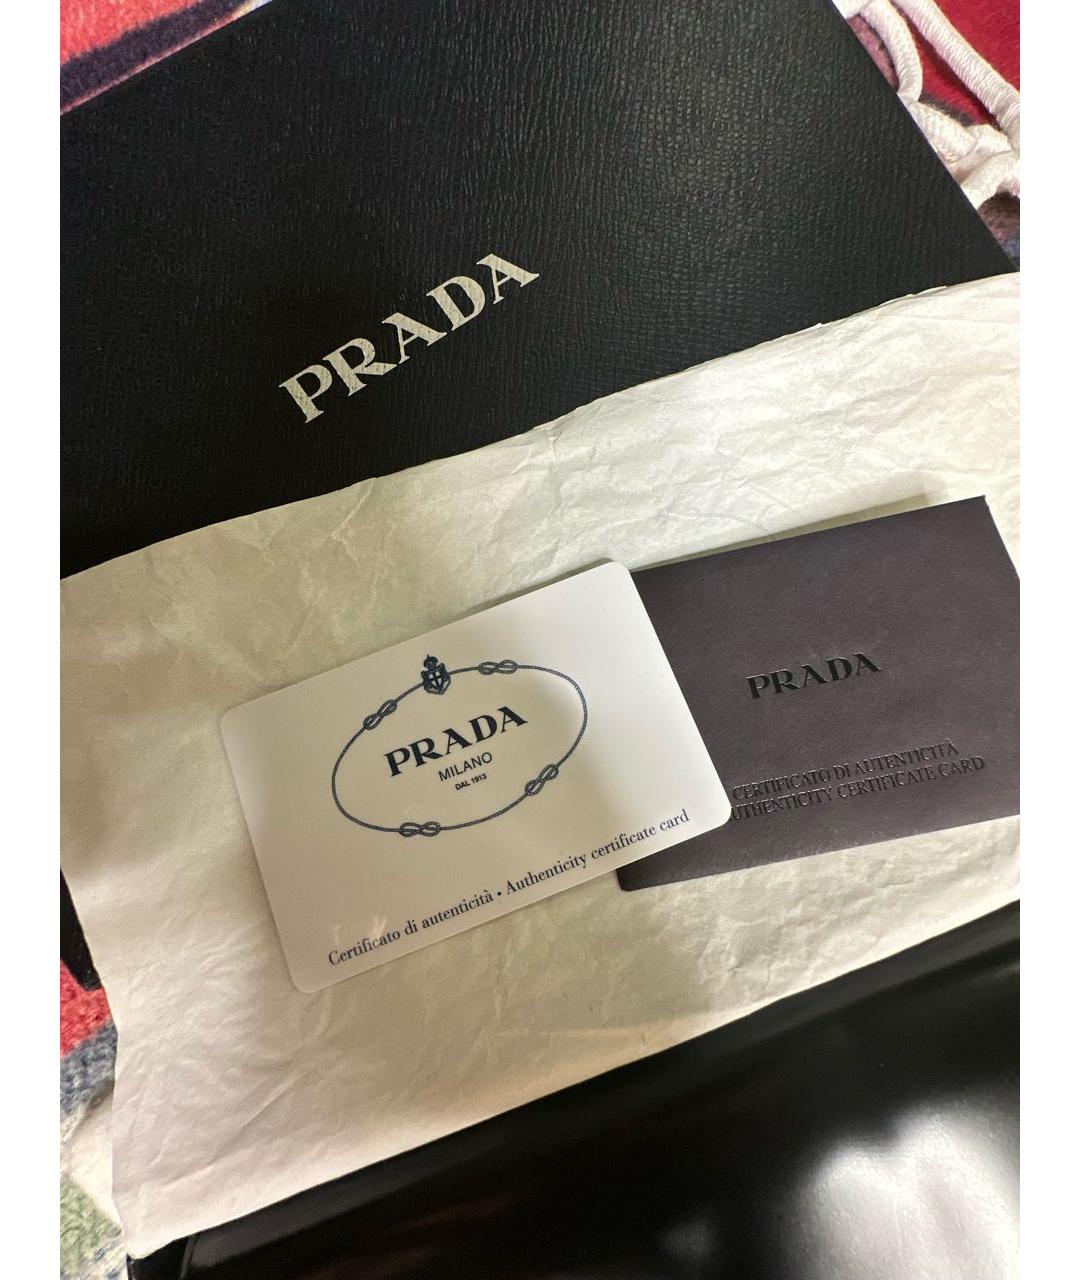 PRADA
PRADA
MILANO
DAL 1913
Certificato di autenticità • Authenticity certificate card
PRADA
CERTIFICATO DI AUTENTICITÀ
AUTHENTICITY CERTIFICATE CARD